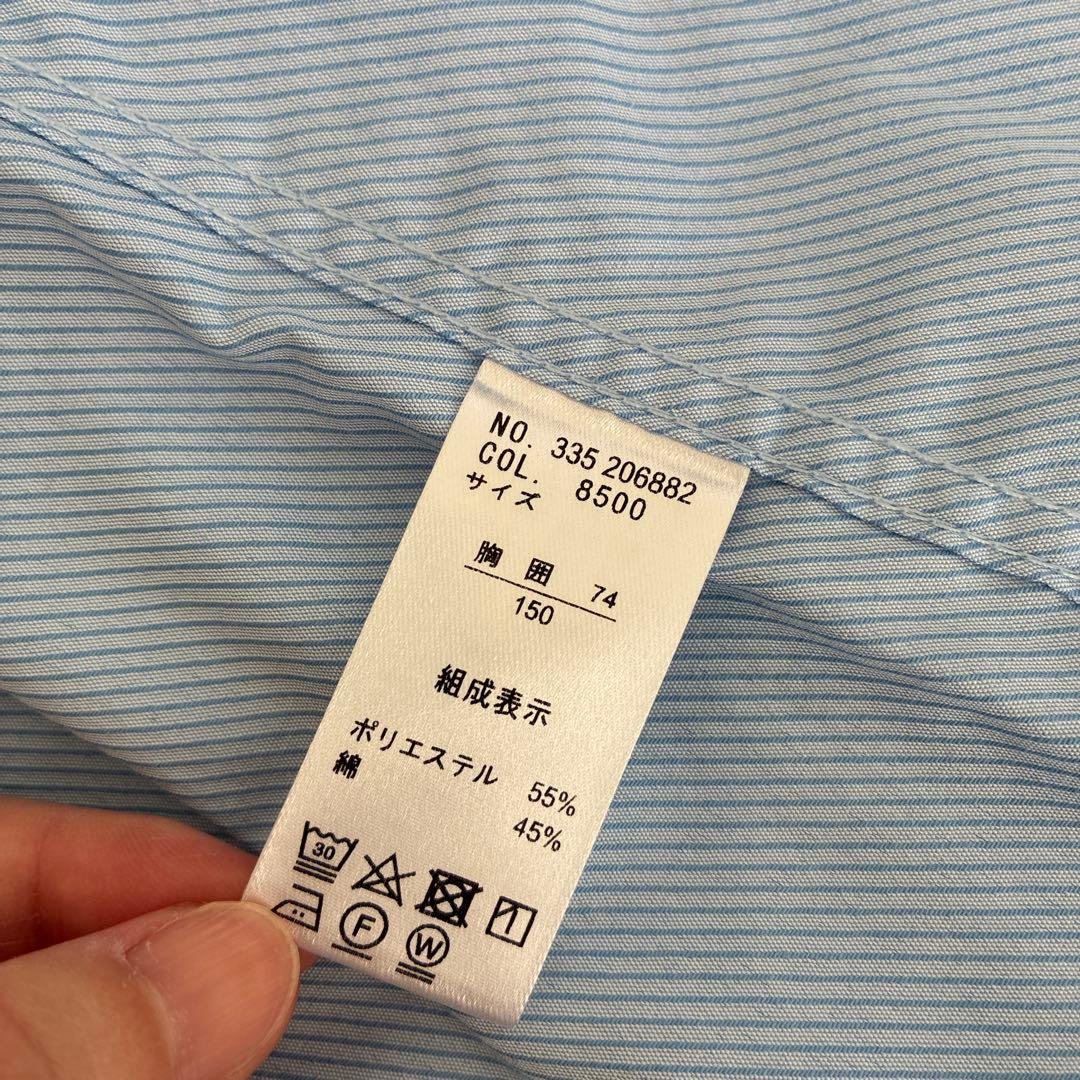 NO. 335 206882
COL. 8500
サイズ
胸囲 74
150
組成表示
ポリエステル 55%
綿 45%
30
F W